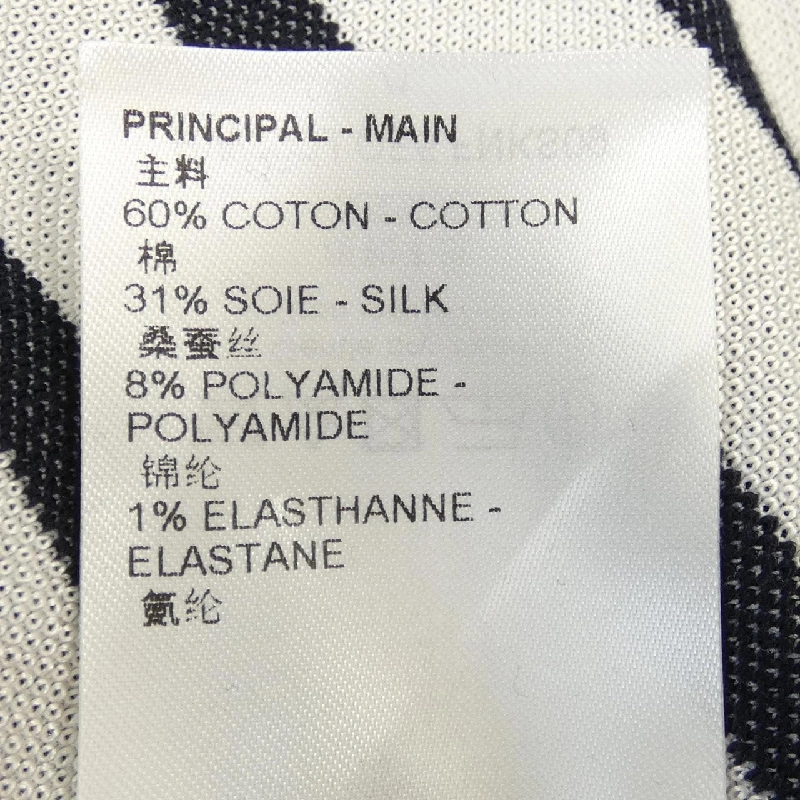 PRINCIPAL - MAIN
主料
60% COTON - COTTON
棉
31% SOIE - SILK
桑蚕丝
8% POLYAMIDE -
POLYAMIDE
锦纶
1% ELASTHANNE -
ELASTANE
氨纶